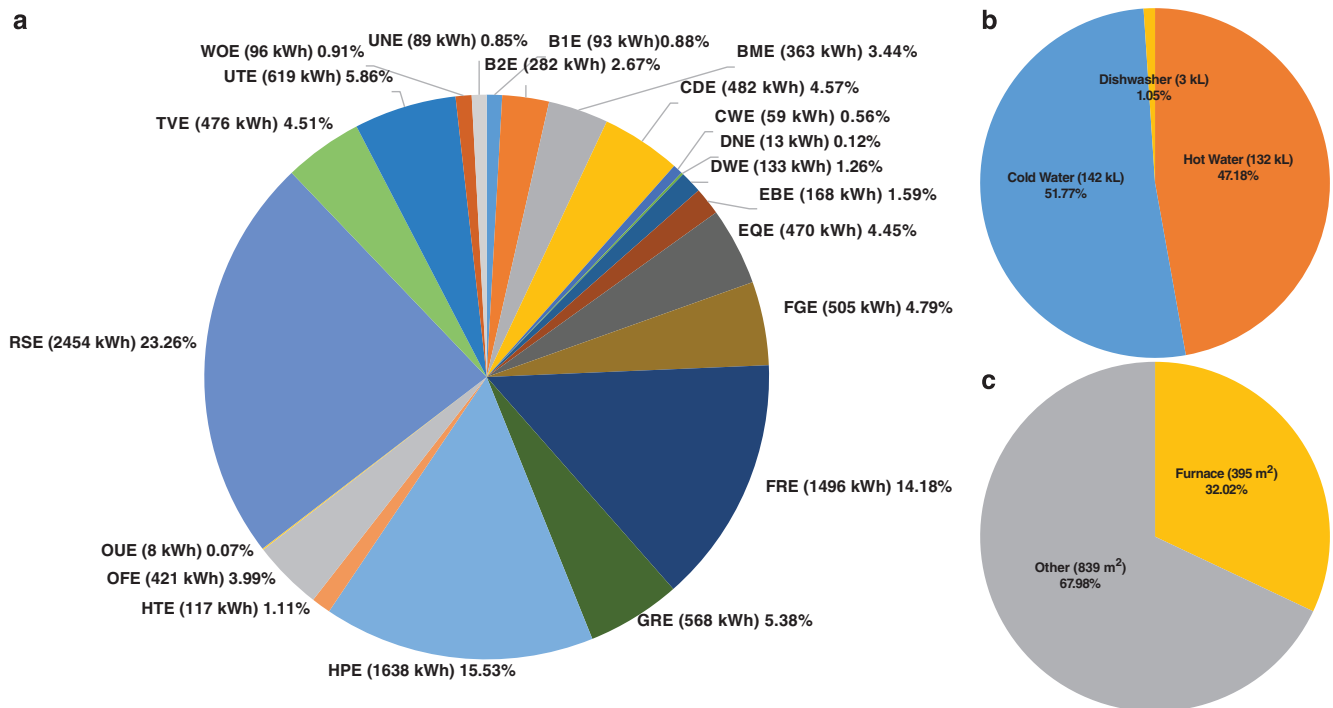 a
UNE (89 kWh) 0.85%
B1E (93 kWh)0.88%
WOE (96 kWh) 0.91%
B2E (282 kWh) 2.67%
BME (363 kWh) 3.44%
UTE (619 kWh) 5.86%
CDE (482 kWh) 4.57%
TVE (476 kWh) 4.51%
CWE (59 kWh) 0.56%
DNE (13 kWh) 0.12%
DWE (133 kWh) 1.26%
EBE (168 kWh) 1.59%
EQE (470 kWh) 4.45%
FGE (505 kWh) 4.79%
RSE (2454 kWh) 23.26%
FRE (1496 kWh) 14.18%
OUE (8 kWh) 0.07%
OFE (421 kWh) 3.99%
HTE (117 kWh) 1.11%
GRE (568 kWh) 5.38%
HPE (1638 kWh) 15.53%
b
Dishwasher (3 kL)
1.05%
Cold Water (142 kL)
51.77%
Hot Water (132 kL)
47.18%
c
Furnace (395 m²)
32.02%
Other (839 m²)
67.98%